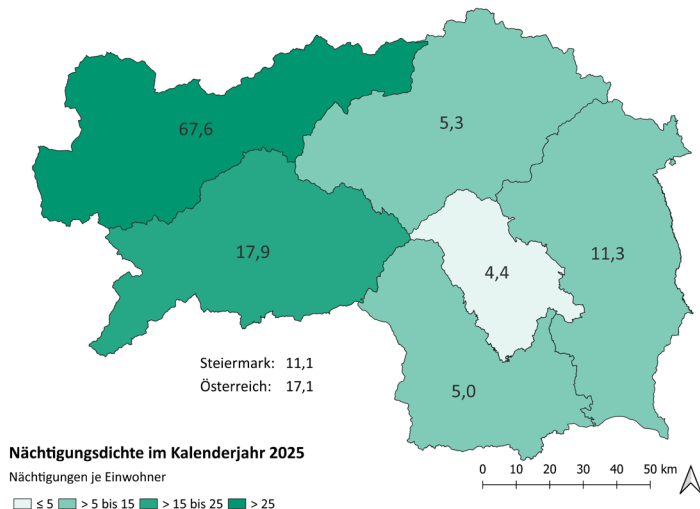 67,6
5,3
17,9
11,3
4,4
5,0
Steiermark: 11,1
Österreich: 17,1
Nächtigungsdichte im Kalenderjahr 2025
Nächtigungen je Einwohner
≤ 5 > 5 bis 15 > 15 bis 25 > 25
0 10 20 30 40 50 km